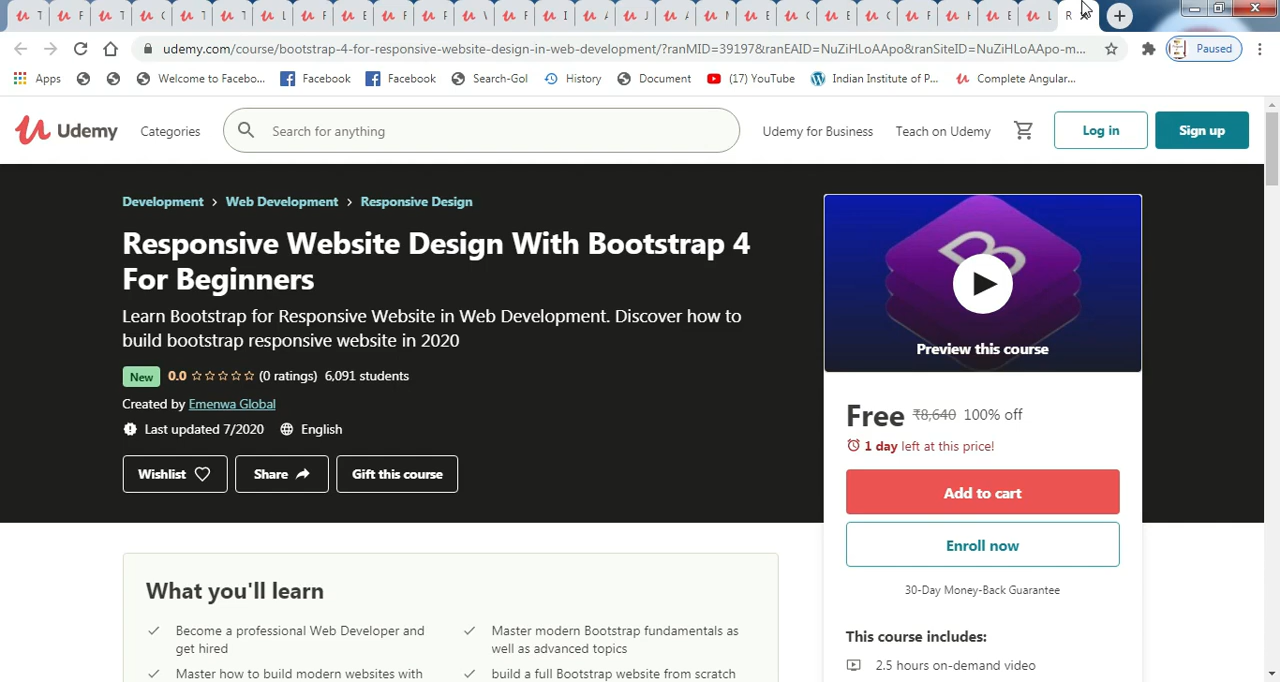 T F T C T T L F E F F V F I A J A N E C E C F H E L R
udemy.com/course/bootstrap-4-for-responsive-website-design-in-web-development/?ranMID=39197&ranEAID=NuZiHLoAApo&ranSiteID=NuZiHLoAApo-m...
Paused
Apps Welcome to Facebo... Facebook Facebook Search-Gol History Document (17) YouTube Indian Institute of P... Complete Angular...
Udemy Categories Search for anything Udemy for Business Teach on Udemy Log in Sign up
Development > Web Development > Responsive Design
Responsive Website Design With Bootstrap 4
For Beginners
Learn Bootstrap for Responsive Website in Web Development. Discover how to
build bootstrap responsive website in 2020
New 0.0 (0 ratings) 6,091 students
Created by Emenwa Global
Last updated 7/2020 English
Wishlist Share Gift this course
Preview this course
Free ₹8,640 100% off
1 day left at this price!
Add to cart
Enroll now
30-Day Money-Back Guarantee
This course includes:
2.5 hours on-demand video
What you'll learn
Become a professional Web Developer and
get hired
Master how to build modern websites with
Master modern Bootstrap fundamentals as
well as advanced topics
build a full Bootstrap website from scratch